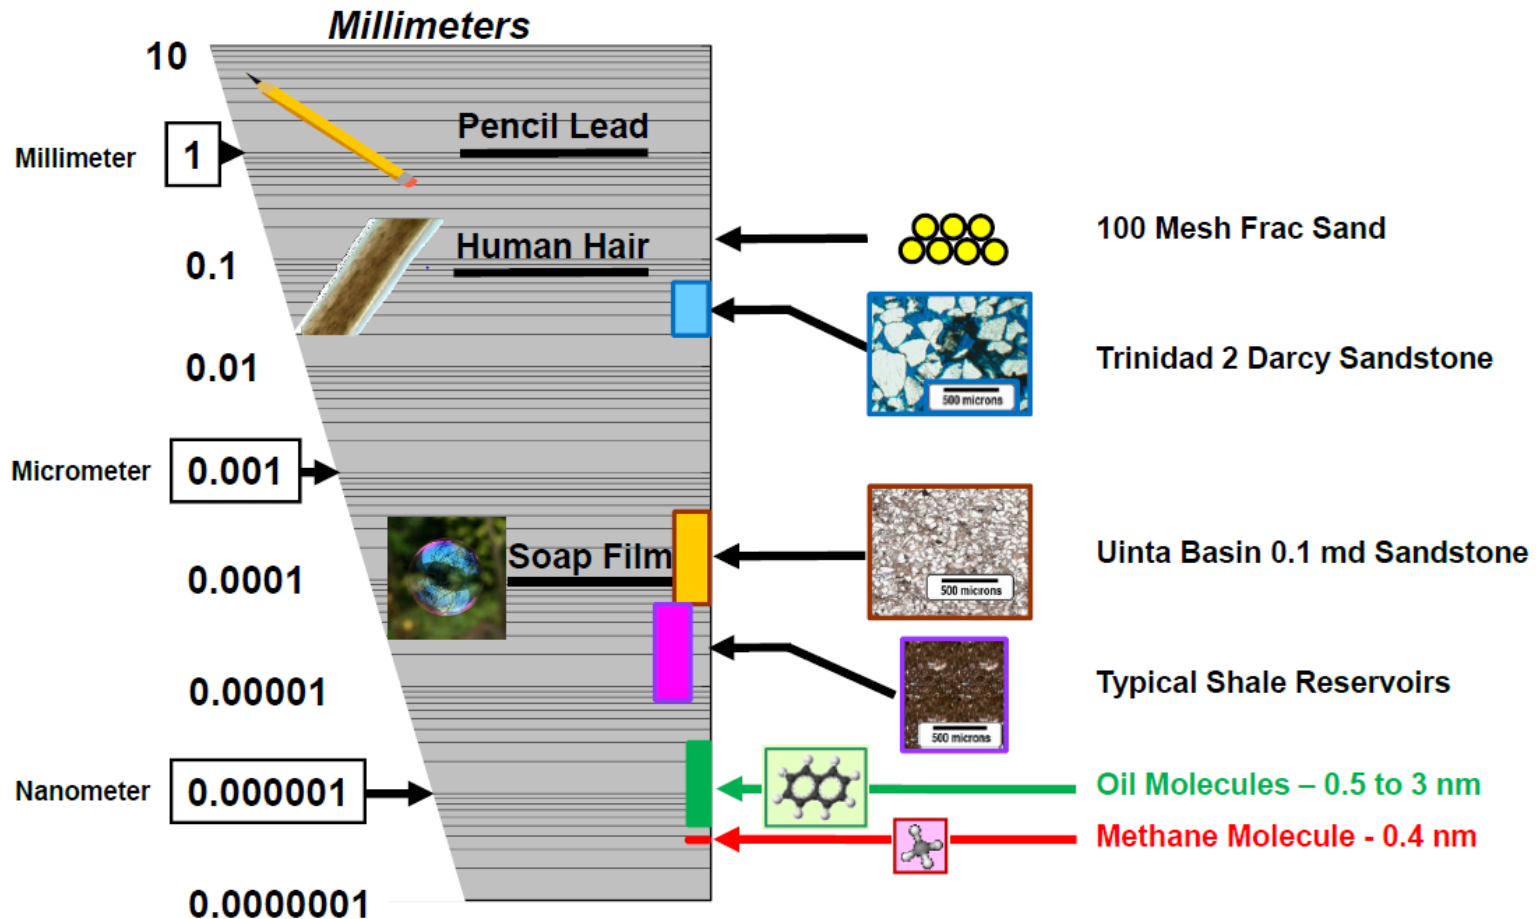 Millimeters
10
Pencil Lead
Millimeter
1
Human Hair
100 Mesh Frac Sand
0.1
0.01
Trinidad 2 Darcy Sandstone
500 microns
Micrometer
0.001
Soap Film
Uinta Basin 0.1 md Sandstone
0.0001
500 microns
0.00001
Typical Shale Reservoirs
500 microns
Nanometer
0.000001
Oil Molecules – 0.5 to 3 nm
Methane Molecule - 0.4 nm
0.0000001